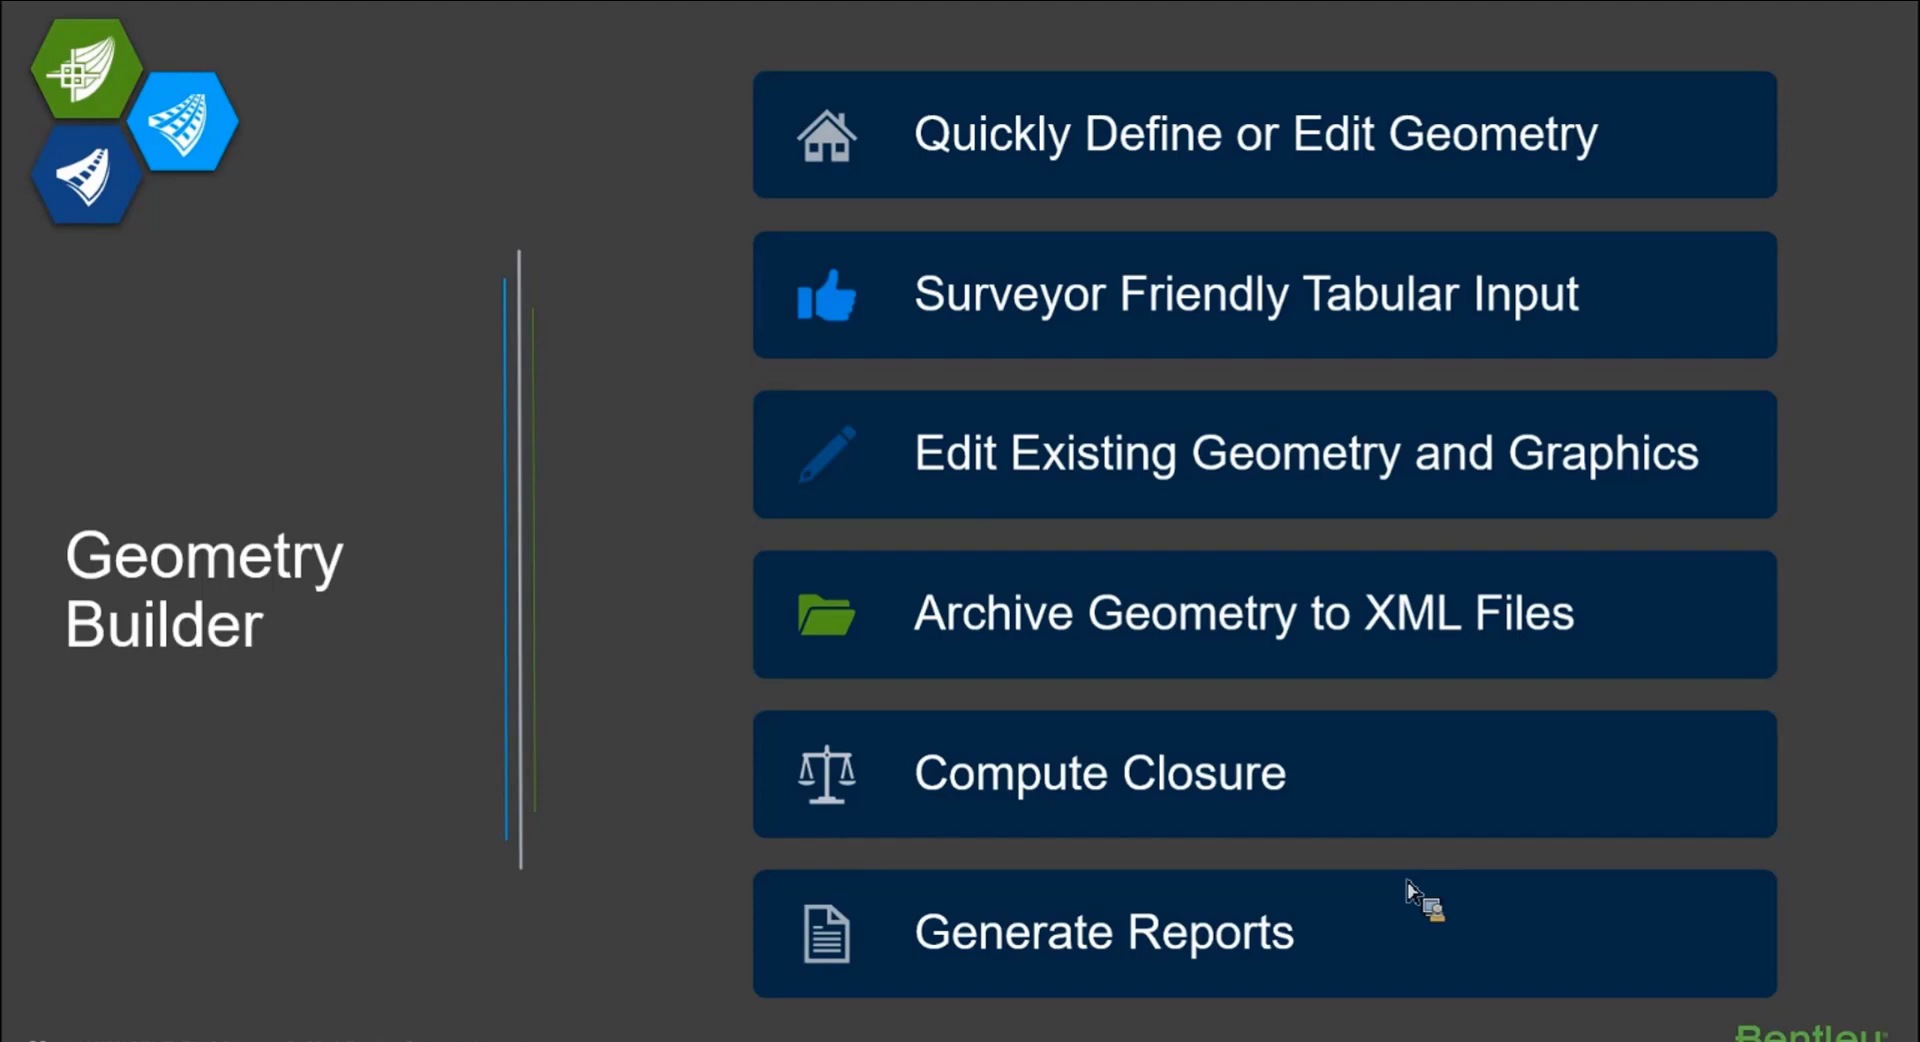 Geometry
Builder
Quickly Define or Edit Geometry
Surveyor Friendly Tabular Input
Edit Existing Geometry and Graphics
Archive Geometry to XML Files
Compute Closure
Generate Reports
Bentley